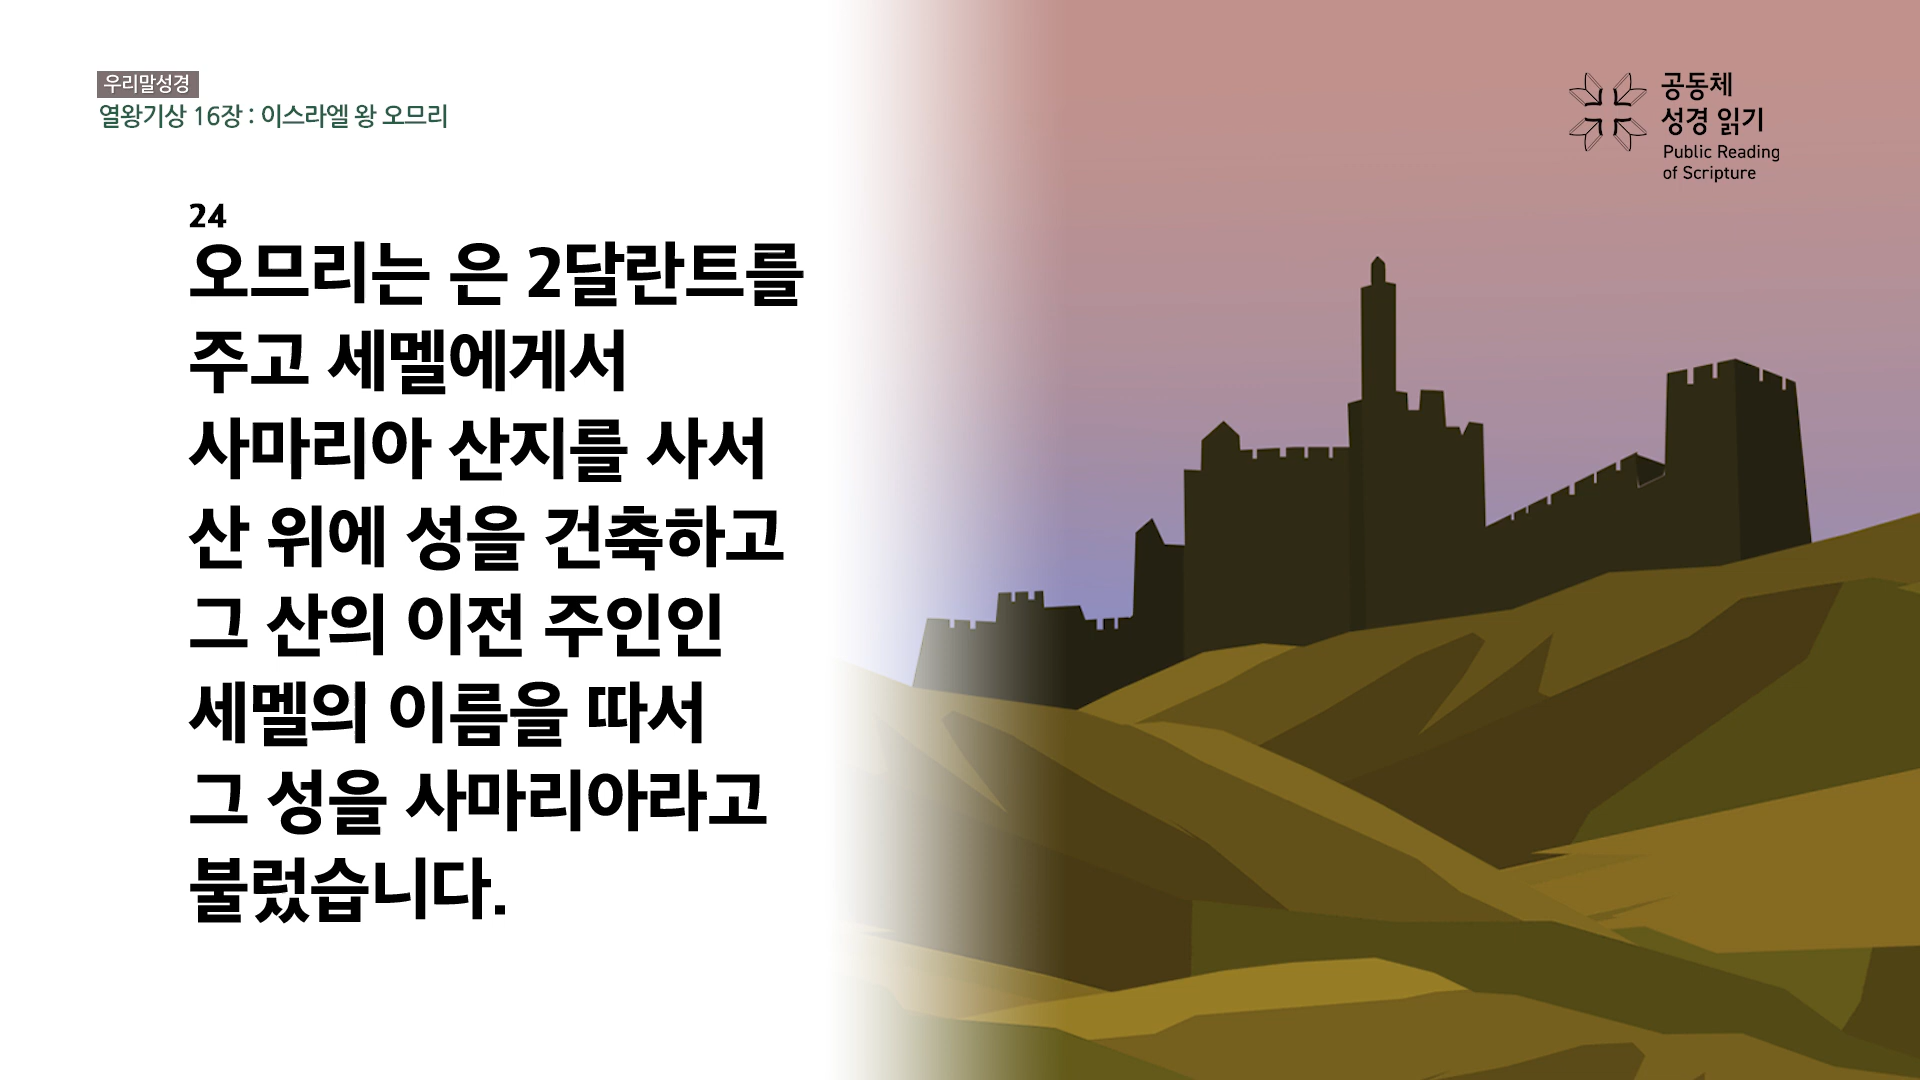 우리말성경
열왕기상 16장 : 이스라엘 왕 오므리
공동체
성경 읽기
Public Reading
of Scripture
24
오므리는 은 2달란트를
주고 세멜에게서
사마리아 산지를 사서
산 위에 성을 건축하고
그 산의 이전 주인인
세멜의 이름을 따서
그 성을 사마리아라고
불렀습니다.